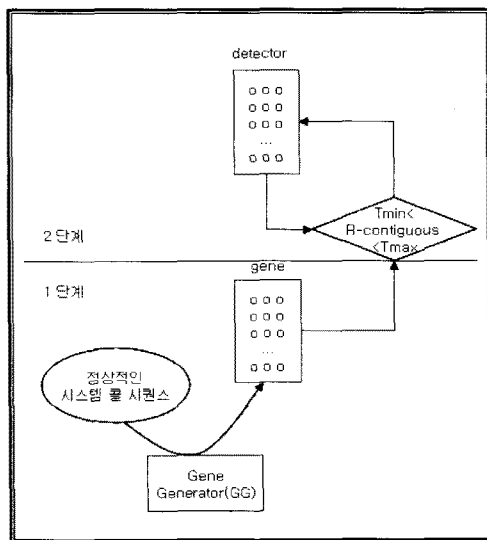 detector
o o o
o o o
o o o
...
o o o
Tmin<
R-contiguous
<Tmax
2 단계
gene
1 단계
o o o
o o o
o o o
...
o o o
정상적인
시스템 콜 시퀀스
Gene
Generator(GG)